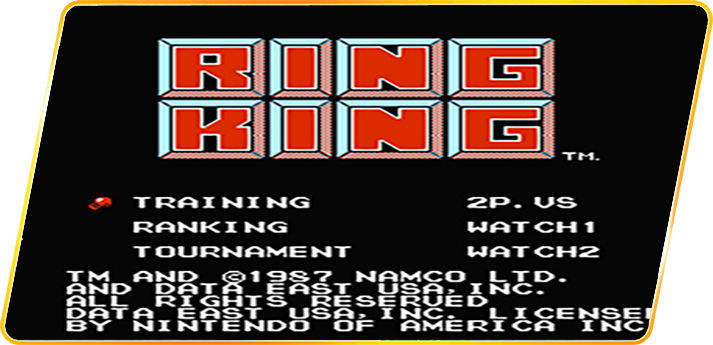 RING
KING
TM.
TRAINING 2P.VS
RANKING WATCH1
TOURNAMENT WATCH2
TM AND ©1987 NAMCO LTD.
AND DATA EAST USA,INC.
ALL RIGHTS RESERVED
DATA EAST USA,INC. LICENSE
BY NINTENDO OF AMERICA INC